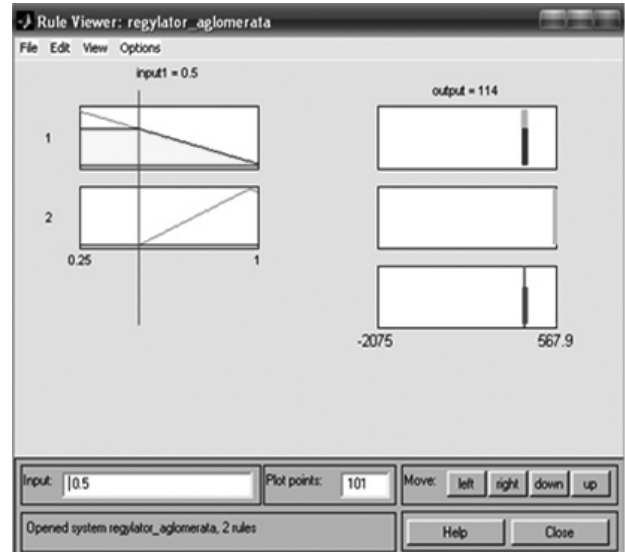 Rule Viewer: regylator_aglomerata
File Edit View Options
input1 = 0.5
output = 114
1
2
0.25 1
-2075 567.9
Input: 0.5 Plot points: 101 Move: left right down up
Opened system regylator_aglomerata, 2 rules Help Close